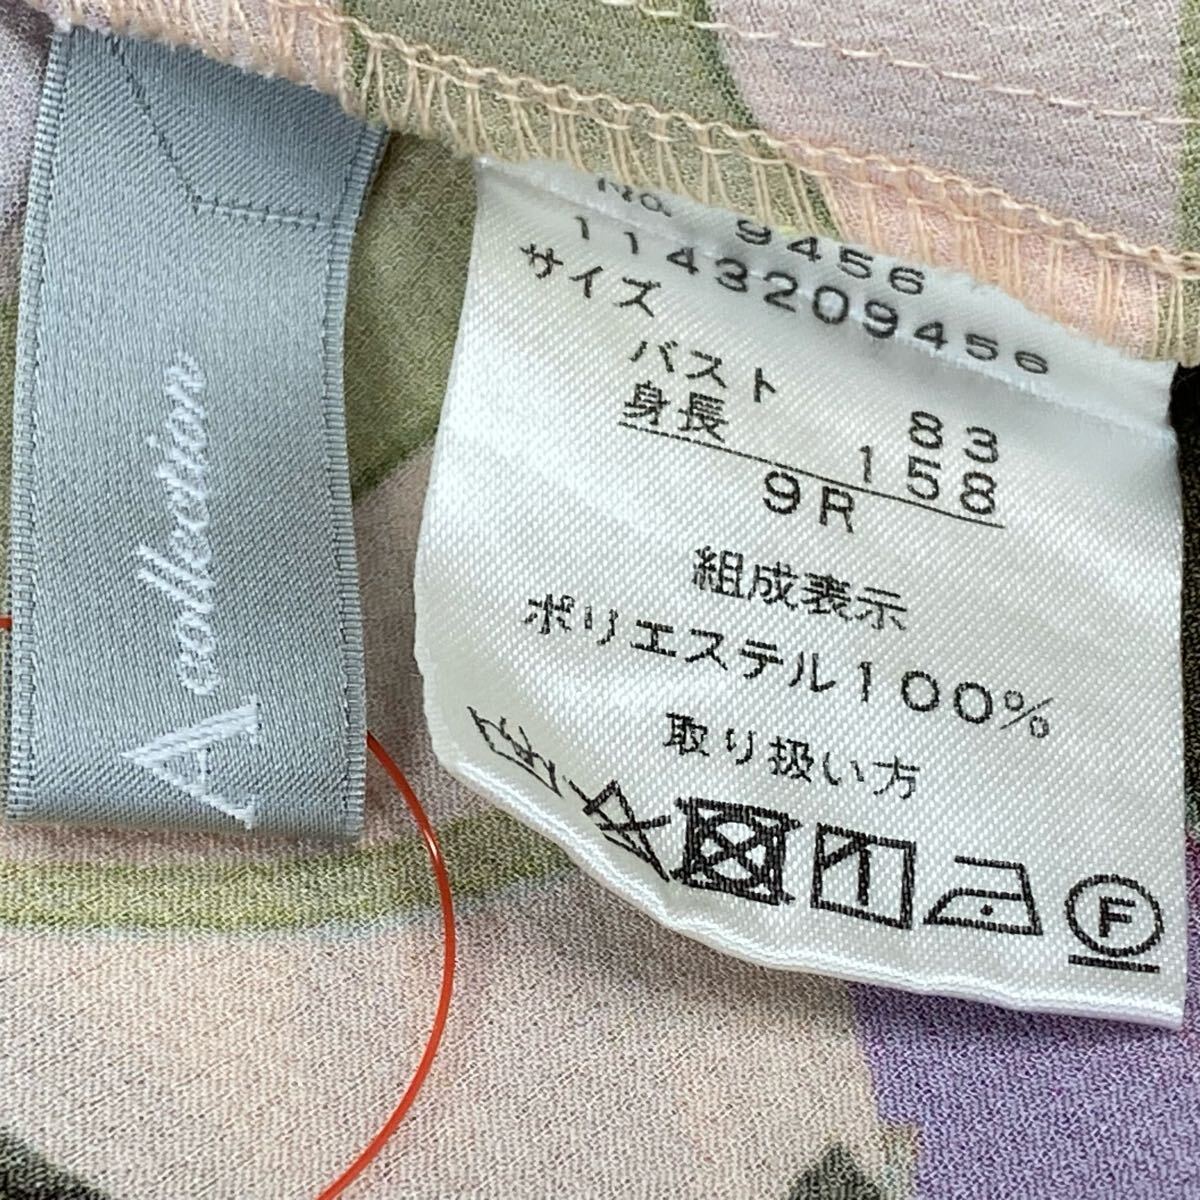 A collection
No. 9456
1143209456
サイズ
バスト 83
身長 158
9R
組成表示
ポリエステル100%
取り扱い方
F